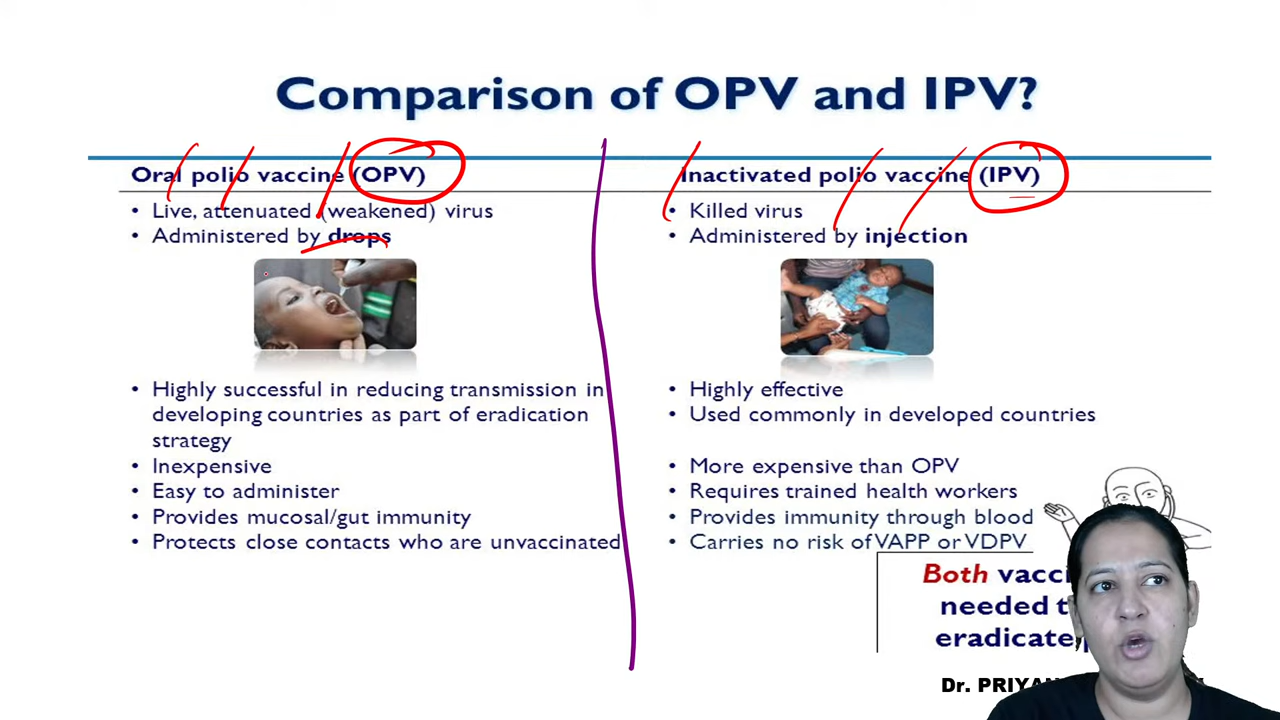 Comparison of OPV and IPV?
Oral polio vaccine (OPV)
• Live, attenuated (weakened) virus
• Administered by drops
• Highly successful in reducing transmission in
developing countries as part of eradication
strategy
• Inexpensive
• Easy to administer
• Provides mucosal/gut immunity
• Protects close contacts who are unvaccinated
Inactivated polio vaccine (IPV)
• Killed virus
• Administered by injection
• Highly effective
• Used commonly in developed countries
• More expensive than OPV
• Requires trained health workers
• Provides immunity through blood
• Carries no risk of VAPP or VDPV
Both
needed
eradicate
Dr.